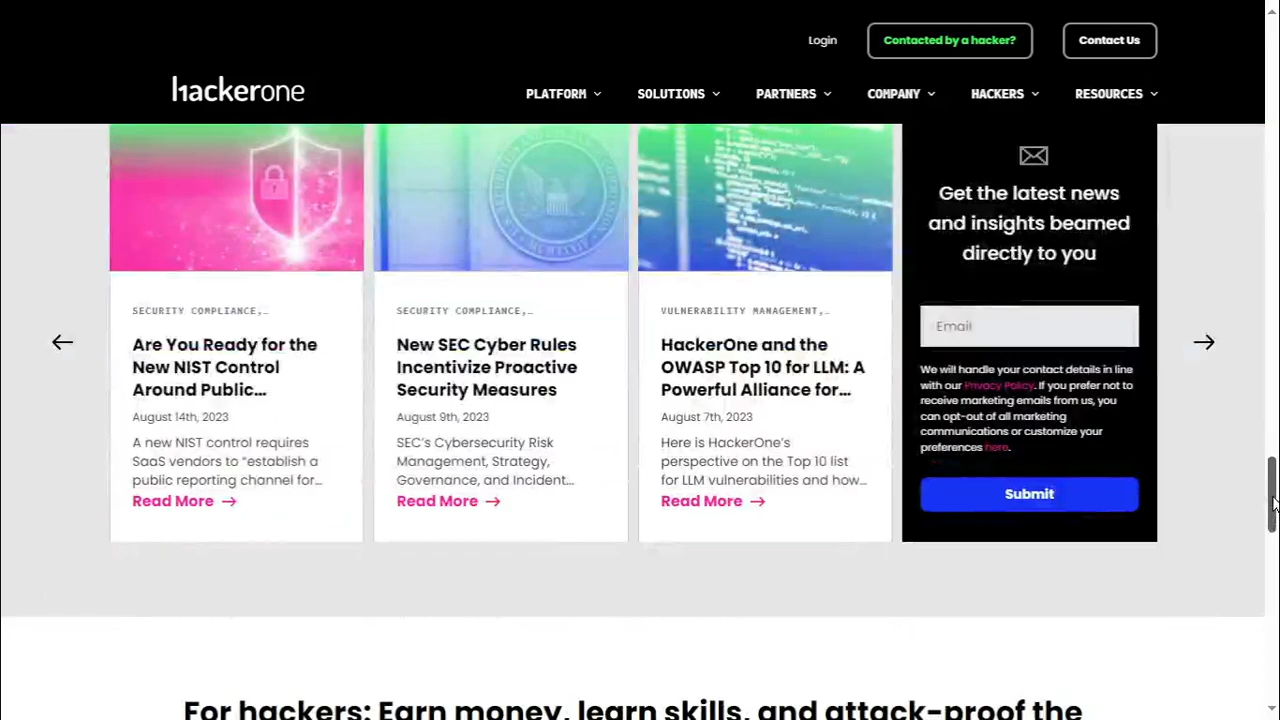 Login
Contacted by a hacker?
Contact Us
hackerone
PLATFORM
SOLUTIONS
PARTNERS
COMPANY
HACKERS
RESOURCES
SECURITY COMPLIANCE,…
Are You Ready for the
New NIST Control
Around Public...
August 14th, 2023
A new NIST control requires
SaaS vendors to “establish a
public reporting channel for...
Read More →
SECURITY COMPLIANCE,…
New SEC Cyber Rules
Incentivize Proactive
Security Measures
August 9th, 2023
SEC’s Cybersecurity Risk
Management, Strategy,
Governance, and Incident...
Read More →
VULNERABILITY MANAGEMENT,…
HackerOne and the
OWASP Top 10 for LLM: A
Powerful Alliance for...
August 7th, 2023
Here is HackerOne’s
perspective on the Top 10 list
for LLM vulnerabilities and how...
Read More →
Get the latest news
and insights beamed
directly to you
Email
We will handle your contact details in line
with our Privacy Policy. If you prefer not to
receive marketing emails from us, you
can opt-out of all marketing
communications or customize your
preferences here.
Submit
For hackers: Earn money, learn skills, and attack-proof the